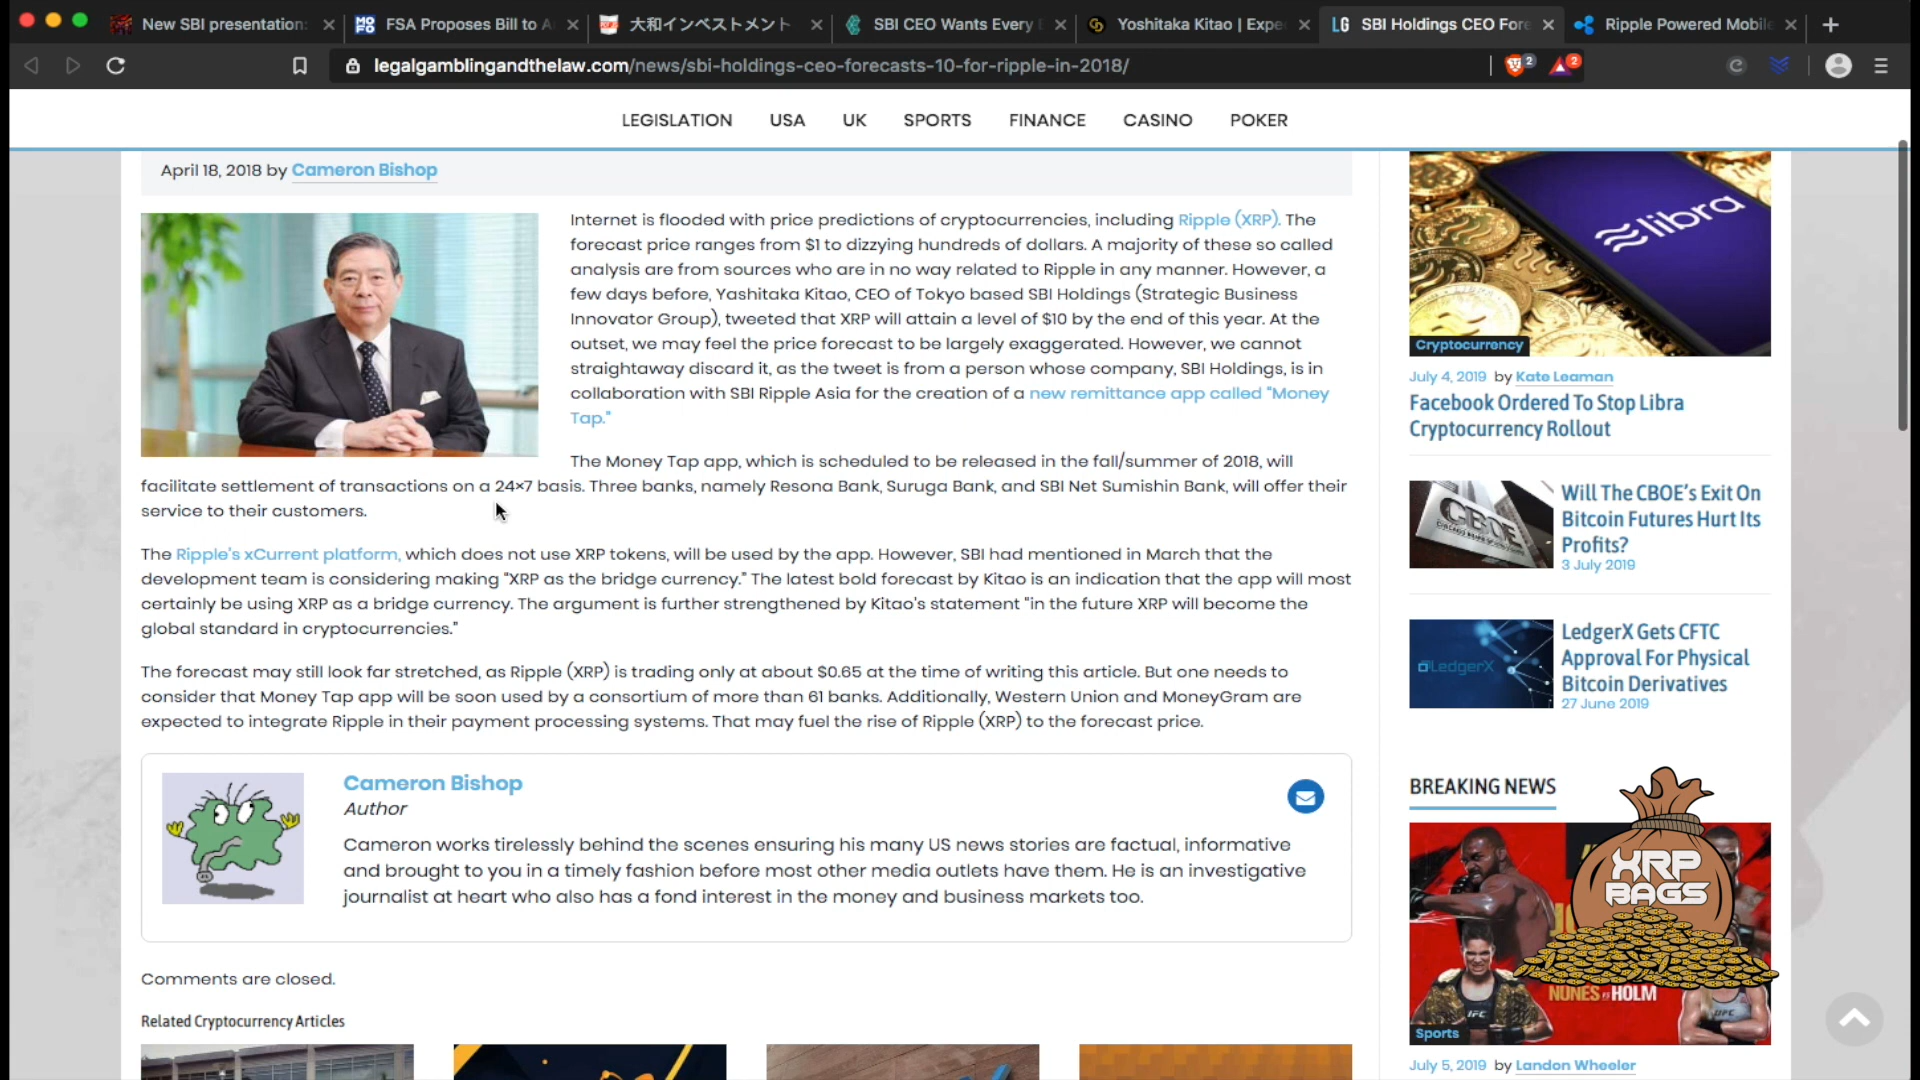 New SBI presentation:
FSA Proposes Bill to A
大和インベストメント
SBI CEO Wants Every
Yoshitaka Kitao | Expe
LG SBI Holdings CEO Fore
Ripple Powered Mobile
legalgamblingandthelaw.com/news/sbi-holdings-ceo-forecasts-10-for-ripple-in-2018/
2
2
LEGISLATION USA UK SPORTS FINANCE CASINO POKER
April 18, 2018 by Cameron Bishop
Internet is flooded with price predictions of cryptocurrencies, including Ripple (XRP). The
forecast price ranges from $1 to dizzying hundreds of dollars. A majority of these so called
analysis are from sources who are in no way related to Ripple in any manner. However, a
few days before, Yashitaka Kitao, CEO of Tokyo based SBI Holdings (Strategic Business
Innovator Group), tweeted that XRP will attain a level of $10 by the end of this year. At the
outset, we may feel the price forecast to be largely exaggerated. However, we cannot
straightaway discard it, as the tweet is from a person whose company, SBI Holdings, is in
collaboration with SBI Ripple Asia for the creation of a new remittance app called "Money
Tap."
The Money Tap app, which is scheduled to be released in the fall/summer of 2018, will
facilitate settlement of transactions on a 24×7 basis. Three banks, namely Resona Bank, Suruga Bank, and SBI Net Sumishin Bank, will offer their
service to their customers.
The Ripple's xCurrent platform, which does not use XRP tokens, will be used by the app. However, SBI had mentioned in March that the
development team is considering making "XRP as the bridge currency." The latest bold forecast by Kitao is an indication that the app will most
certainly be using XRP as a bridge currency. The argument is further strengthened by Kitao's statement "in the future XRP will become the
global standard in cryptocurrencies."
The forecast may still look far stretched, as Ripple (XRP) is trading only at about $0.65 at the time of writing this article. But one needs to
consider that Money Tap app will be soon used by a consortium of more than 61 banks. Additionally, Western Union and MoneyGram are
expected to integrate Ripple in their payment processing systems. That may fuel the rise of Ripple (XRP) to the forecast price.
Cameron Bishop
Author
Cameron works tirelessly behind the scenes ensuring his many US news stories are factual, informative
and brought to you in a timely fashion before most other media outlets have them. He is an investigative
journalist at heart who also has a fond interest in the money and business markets too.
Comments are closed.
Related Cryptocurrency Articles
libra
Cryptocurrency
July 4, 2019 by Kate Leaman
Facebook Ordered To Stop Libra
Cryptocurrency Rollout
CBOE
Will The CBOE's Exit On
Bitcoin Futures Hurt Its
Profits?
3 July 2019
LedgerX
LedgerX Gets CFTC
Approval For Physical
Bitcoin Derivatives
27 June 2019
BREAKING NEWS
XRP
BAGS
NUNES vs HOLM
UFC
UFC
Sports
July 5, 2019 by Landon Wheeler